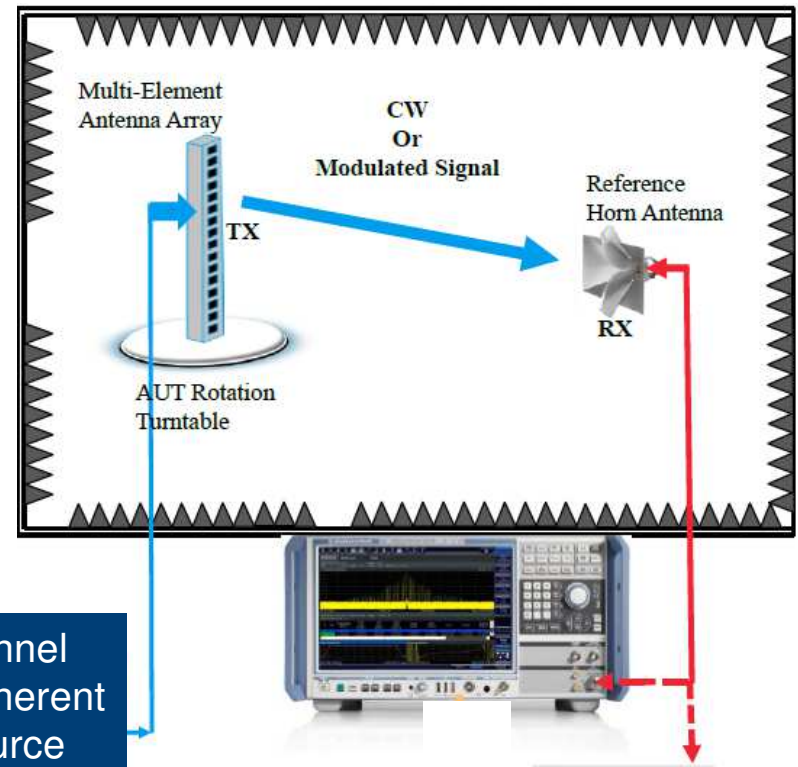 Multi-Element
Antenna Array
CW
Or
Modulated Signal
Reference
Horn Antenna
TX
RX
AUT Rotation
Turntable
nnel
herent
urce